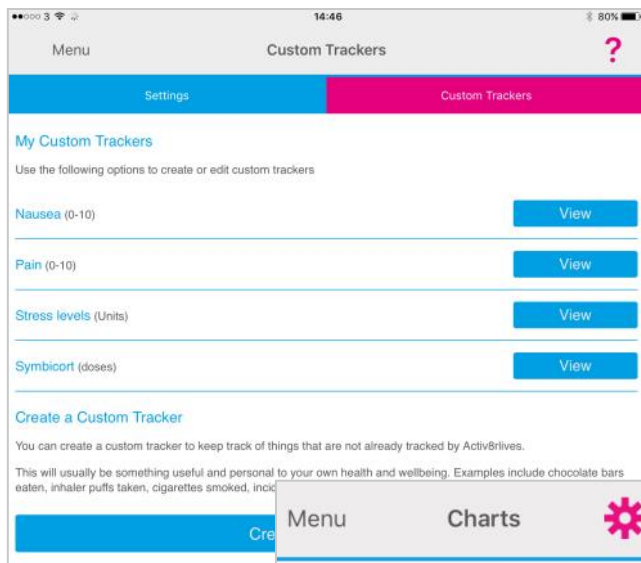 3 14:46 80%
Menu Custom Trackers ?
Settings Custom Trackers
My Custom Trackers
Use the following options to create or edit custom trackers
Nausea (0-10) View
Pain (0-10) View
Stress levels (Units) View
Symbicort (doses) View
Create a Custom Tracker
You can create a custom tracker to keep track of things that are not already tracked by Activ8rlives.
This will usually be something useful and personal to your own health and wellbeing. Examples include chocolate bars
eaten, inhaler puffs taken, cigarettes smoked,
Menu Charts